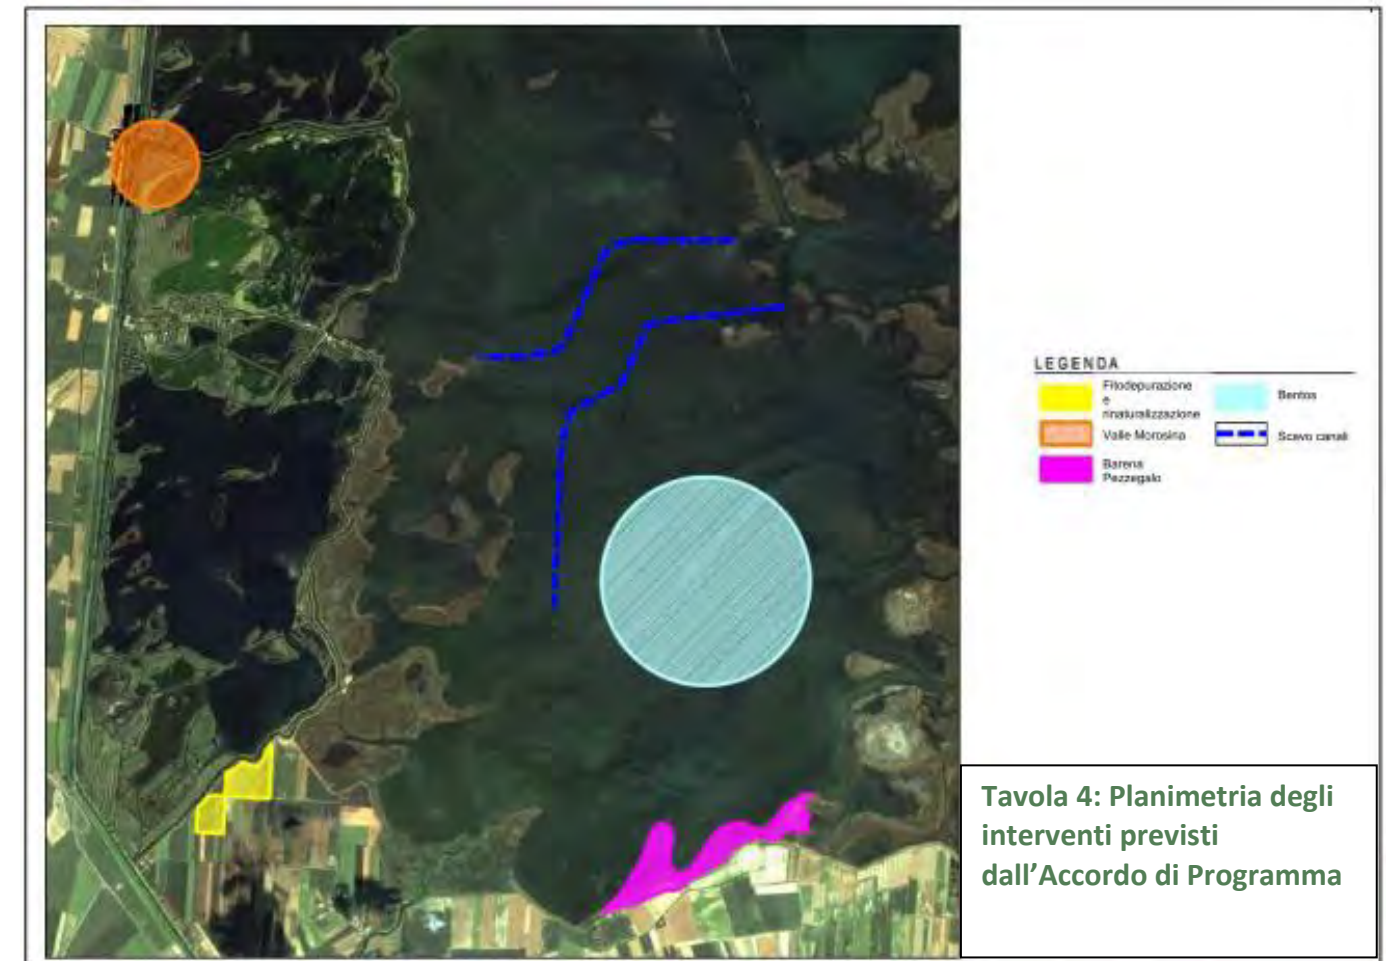 LEGENDA
Fitodepurazione
e
rinaturalizzazione
Valle Morosina
Barena
Pezzegalo
Bentos
Scavo canali
Tavola 4: Planimetria degli
interventi previsti
dall’Accordo di Programma